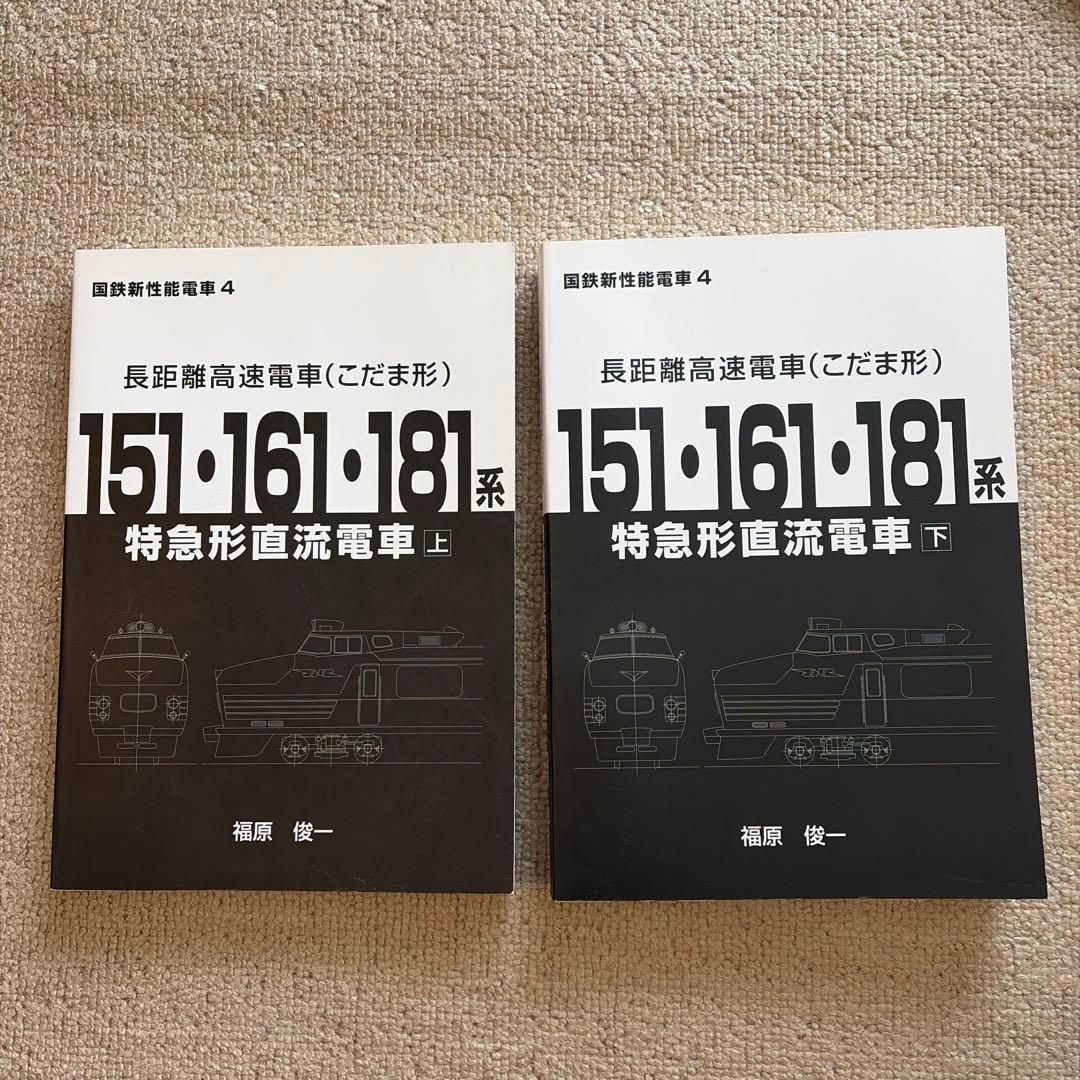 国鉄新性能電車4
長距離高速電車(こだま形)
151・161・181系
特急形直流電車 上
JNR
福原 俊一
国鉄新性能電車4
長距離高速電車(こだま形)
151・161・181系
特急形直流電車 下
JNR
福原 俊一